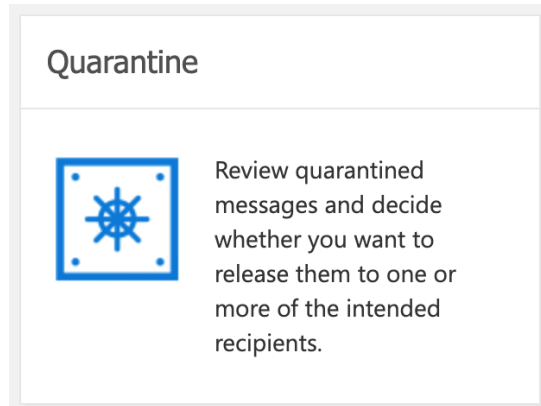 Quarantine
Review quarantined
messages and decide
whether you want to
release them to one or
more of the intended
recipients.